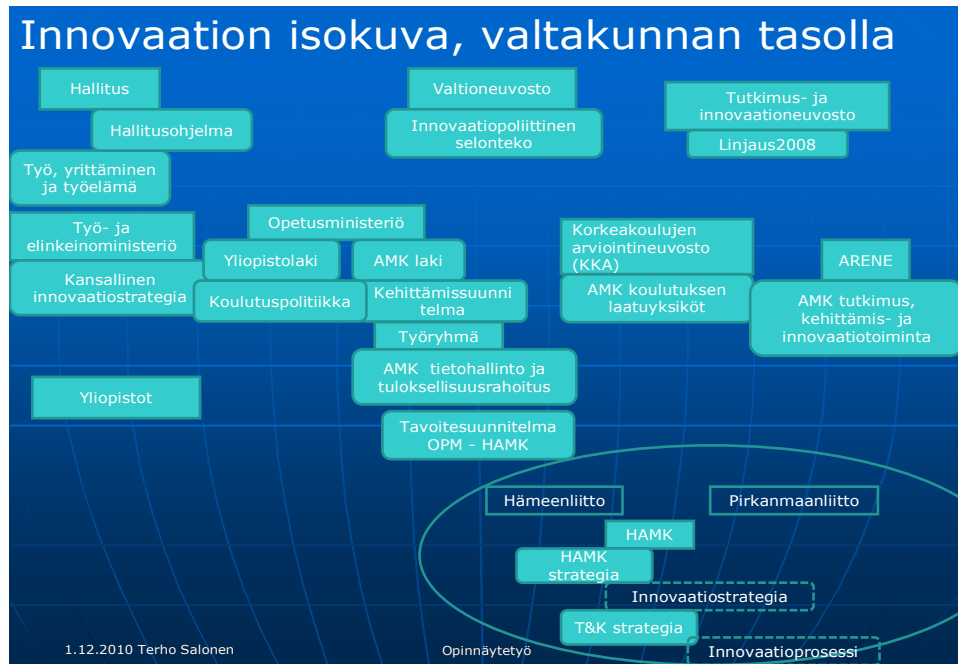 Innovaation isokuva, valtakunnan tasolla
Hallitus
Hallitusohjelma
Työ, yrittäminen
ja työelämä
Työ- ja
elinkeinoministeriö
Kansallinen
innovaatiostrategia
Valtioneuvosto
Innovaatiopoliittinen
selonteko
Tutkimus- ja
innovaationeuvosto
Linjaus2008
Opetusministeriö
Yliopistolaki
AMK laki
Koulutuspolitiikka
Kehittämissuunni
telma
Työryhmä
AMK tietohallinto ja
tuloksellisuusrahoitus
Tavoitesuunnitelma
OPM - HAMK
Korkeakoulujen
arviointineuvosto
(KKA)
AMK koulutuksen
laatuyksiköt
ARENE
AMK tutkimus,
kehittämis- ja
innovaatiotoiminta
Yliopistot
Hämeenliitto
Pirkanmaanliitto
HAMK
HAMK
strategia
Innovaatiostrategia
T&K strategia
Innovaatioprosessi
1.12.2010 Terho Salonen
Opinnäytetyö